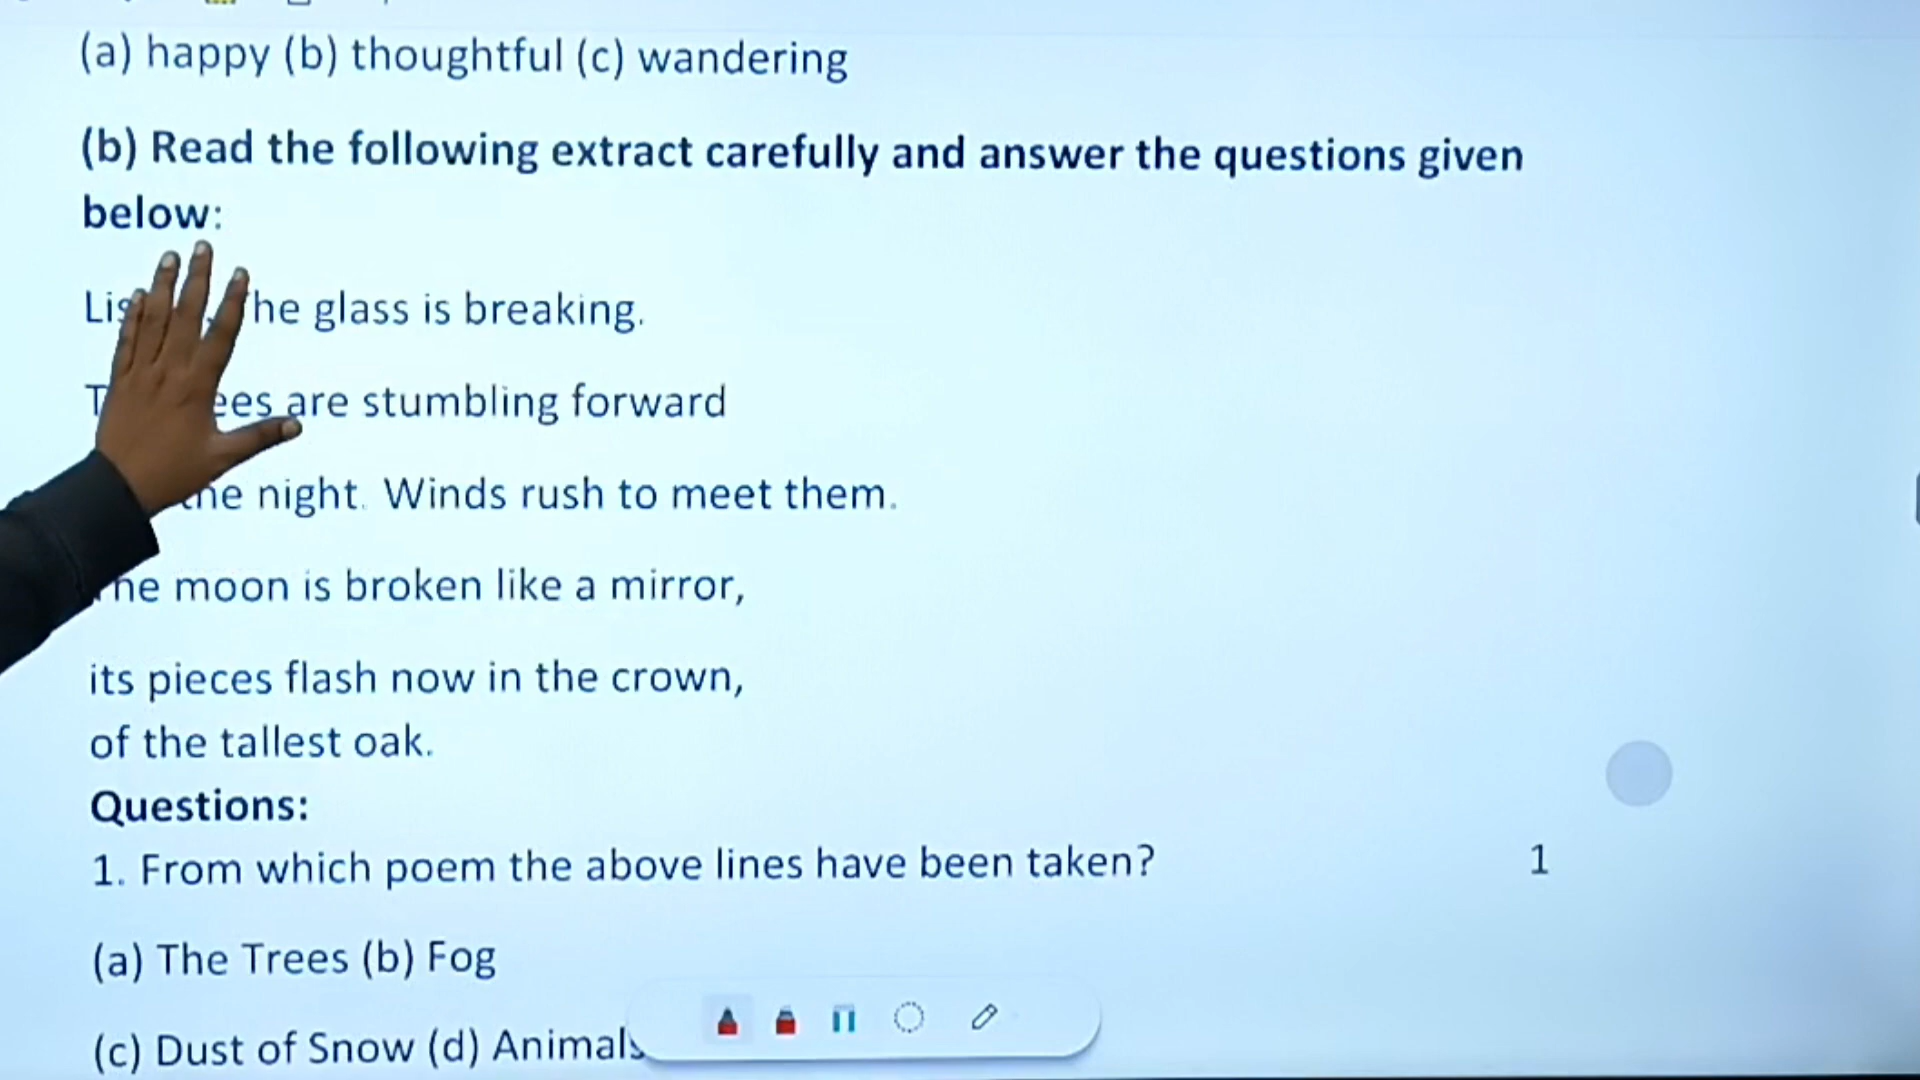 (a) happy (b) thoughtful (c) wandering
(b) Read the following extract carefully and answer the questions given
below:
glass is breaking.
are stumbling forward
night. Winds rush to meet them.
moon is broken like a mirror,
its pieces flash now in the crown,
of the tallest oak.
Questions:
1. From which poem the above lines have been taken? 1
(a) The Trees (b) Fog
(c) Dust of Snow (d) Animals